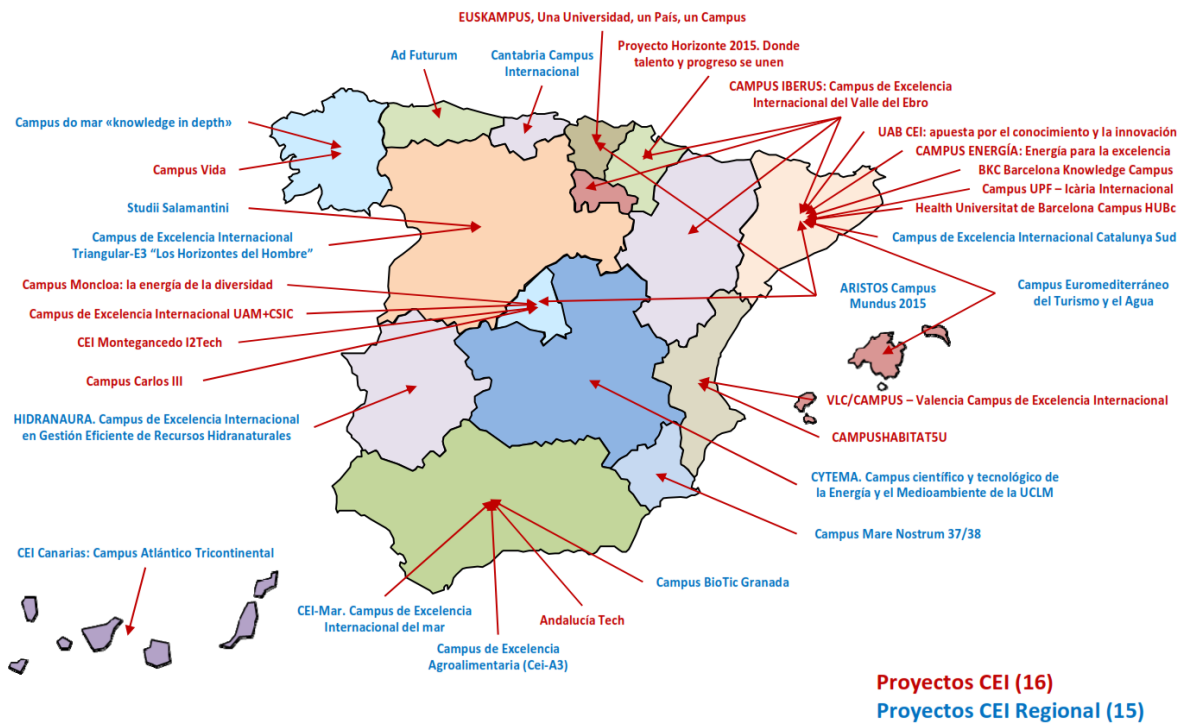 EUSKAMPUS, Una Universidad, un País, un Campus
Proyecto Horizonte 2015. Donde
talento y progreso se unen
Ad Futurum
Cantabria Campus
Internacional
CAMPUS IBERUS: Campus de Excelencia
Internacional del Valle del Ebro
Campus do mar «knowledge in depth»
UAB CEI: apuesta por el conocimiento y la innovación
CAMPUS ENERGÍA: Energía para la excelencia
BKC Barcelona Knowledge Campus
Campus Vida
Campus UPF – Icària Internacional
Health Universitat de Barcelona Campus HUBc
Studii Salamantini
Campus de Excelencia Internacional
Triangular-E3 “Los Horizontes del Hombre”
Campus de Excelencia Internacional Catalunya Sud
Campus Moncloa: la energía de la diversidad
ARISTOS Campus
Mundus 2015
Campus Euromediterráneo
del Turismo y el Agua
Campus de Excelencia Internacional UAM+CSIC
CEI Montegancedo I2Tech
Campus Carlos III
VLC/CAMPUS – Valencia Campus de Excelencia Internacional
HIDRANAURA. Campus de Excelencia Internacional
en Gestión Eficiente de Recursos Hidranaturales
CAMPUSHABITAT5U
CYTEMA. Campus científico y tecnológico de
la Energía y el Medioambiente de la UCLM
Campus Mare Nostrum 37/38
CEI Canarias: Campus Atlántico Tricontinental
Campus BioTic Granada
CEI-Mar. Campus de Excelencia
Internacional del mar
Andalucía Tech
Campus de Excelencia
Agroalimentaria (Cei-A3)
Proyectos CEI (16)
Proyectos CEI Regional (15)